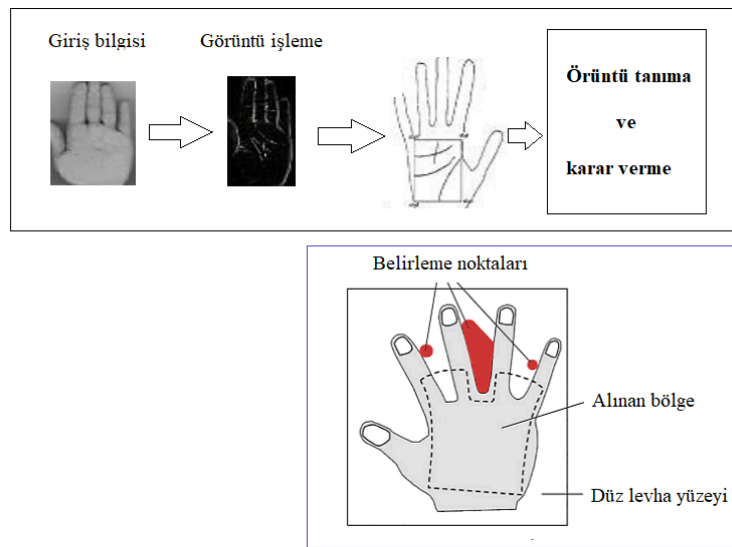 Giriş bilgisi
Görüntü işleme
Örüntü tanıma
ve
karar verme
Belirleme noktaları
Alınan bölge
Düz levha yüzeyi